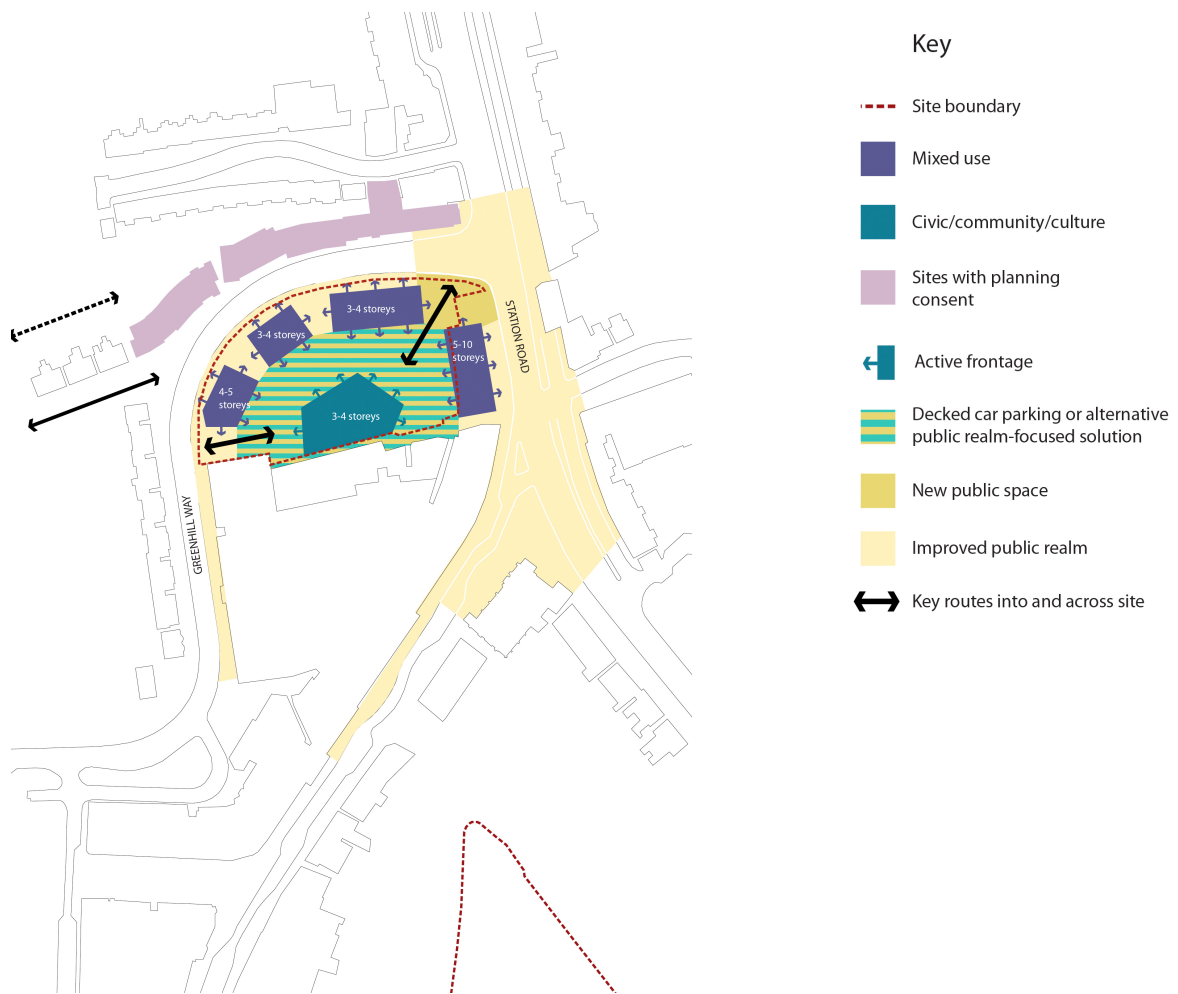 Key
Site boundary
Mixed use
Civic/community/culture
Sites with planning
consent
Active frontage
Decked car parking or alternative
public realm-focused solution
New public space
Improved public realm
Key routes into and across site
3-4 storeys
3-4 storeys
5-10
storeys
4-5
storeys
3-4 storeys
STATION ROAD
GREENHILL WAY